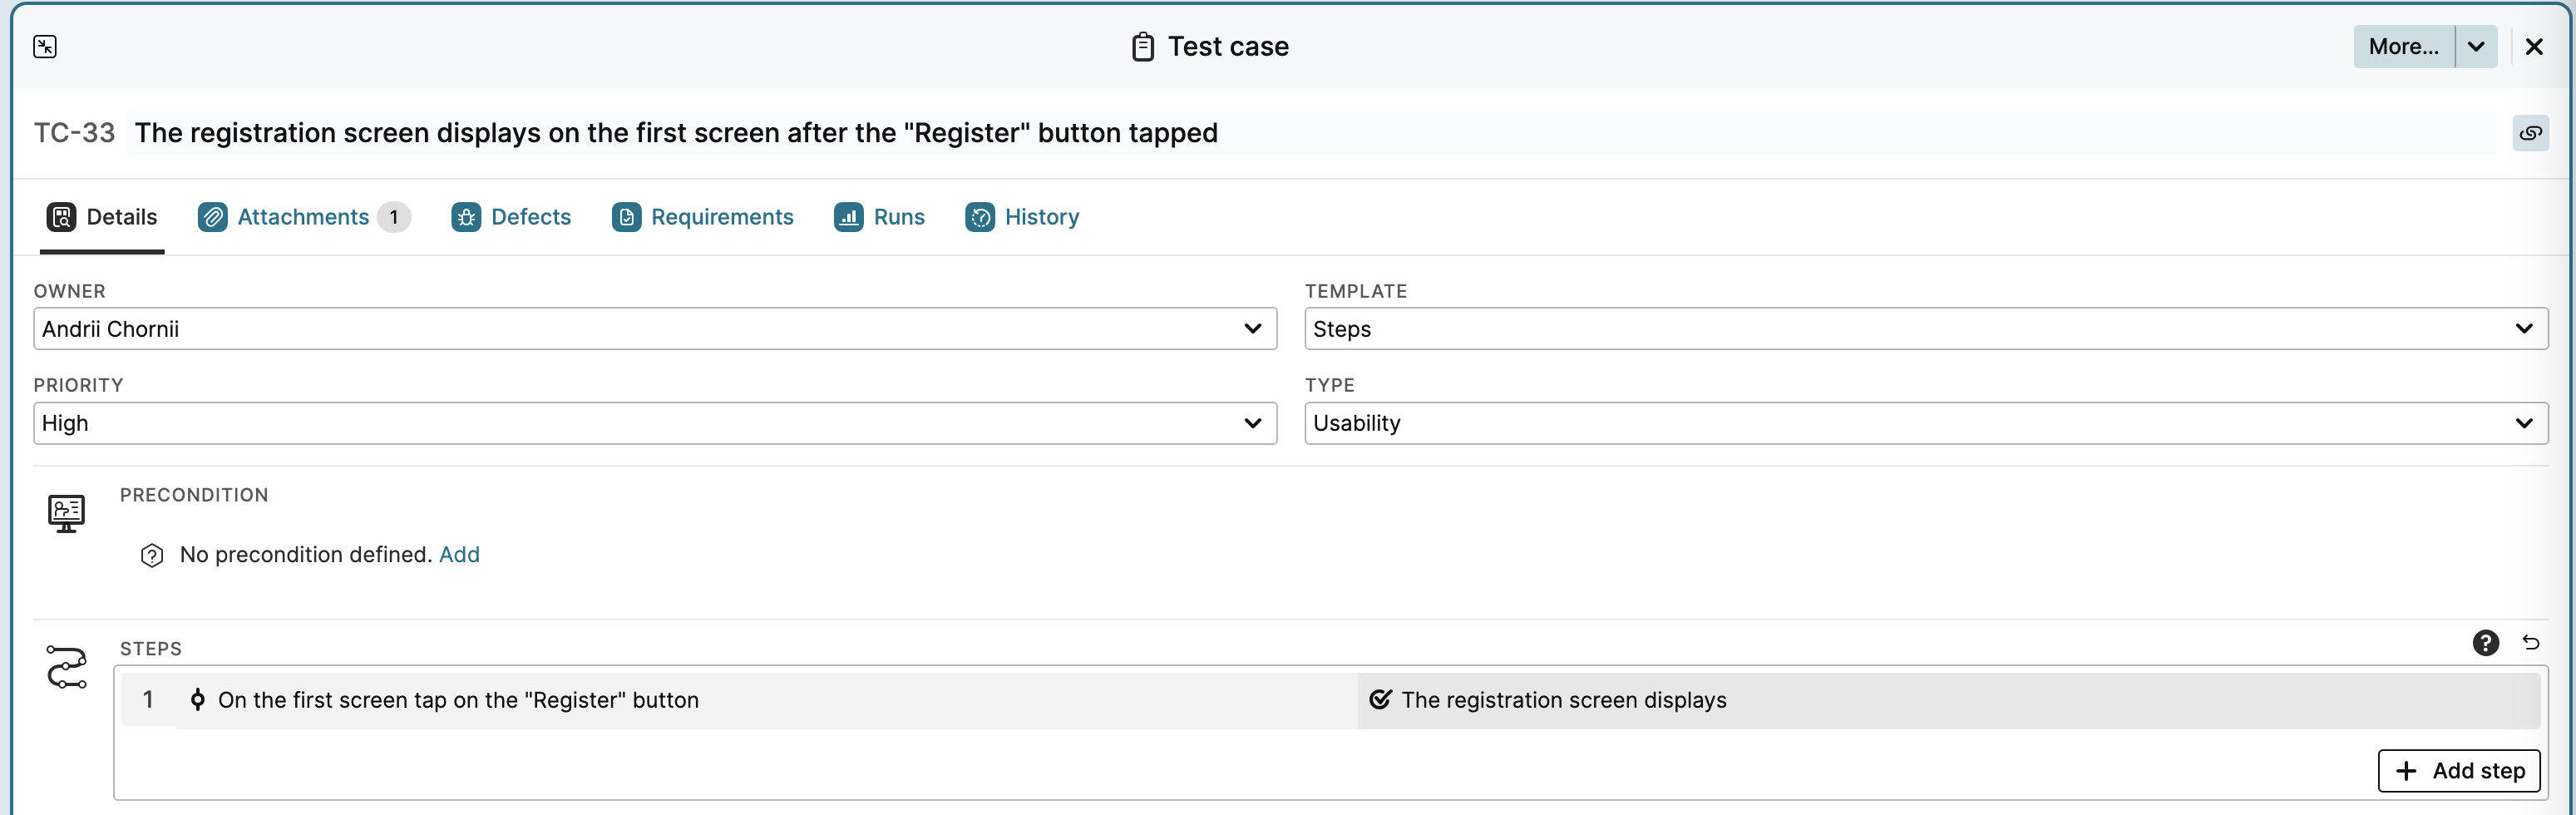 Test case
More...
TC-33 The registration screen displays on the first screen after the "Register" button tapped
Details Attachments 1 Defects Requirements Runs History
OWNER TEMPLATE
Andrii Chornii Steps
PRIORITY TYPE
High Usability
PRECONDITION
No precondition defined. Add
STEPS
1 On the first screen tap on the "Register" button The registration screen displays
Add step